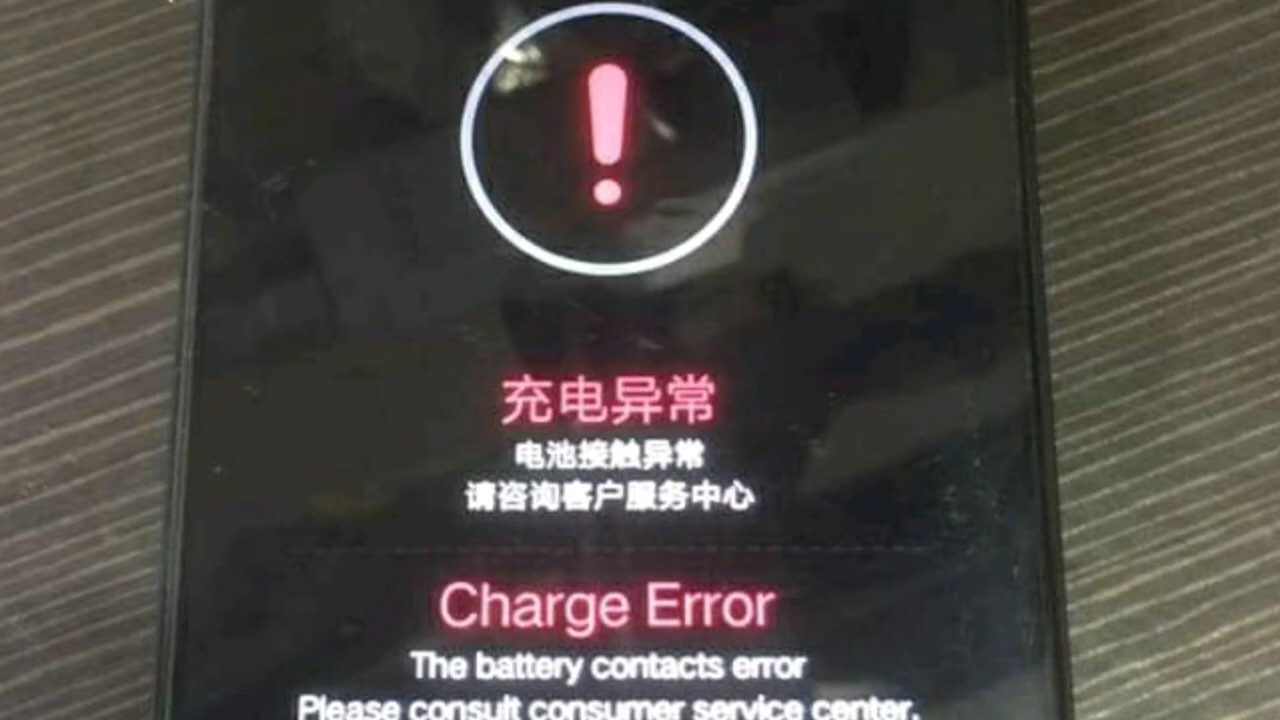 充电异常
电池接触异常
请咨询客户服务中心
Charge Error
The battery contacts error
Please consult consumer service center.